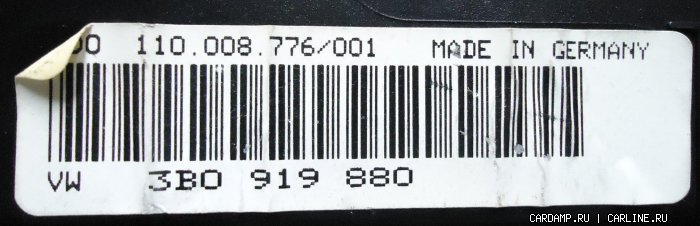 110.008.776/001 MADE IN GERMANY
VW 3B0 919 880
CARDAMP.RU | CARLINE.RU